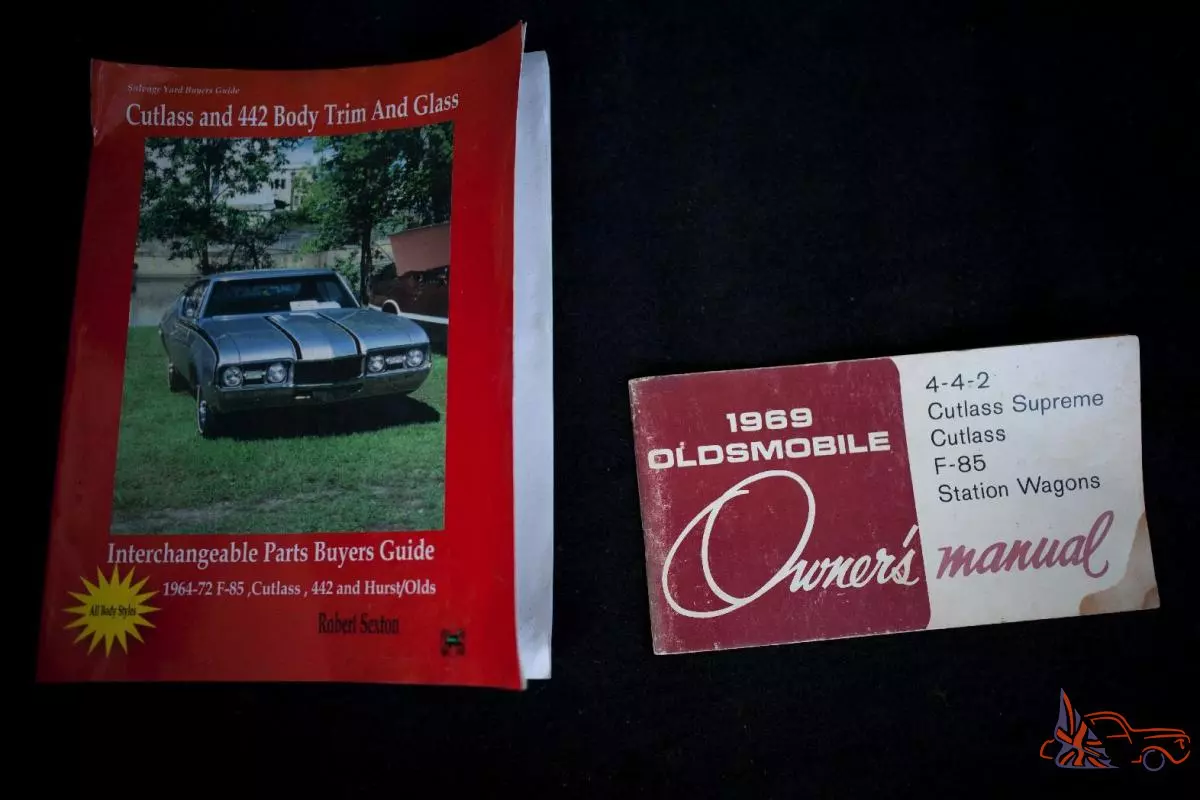 Salvage Yard Buyers Guide
Cutlass and 442 Body Trim And Glass
Interchangeable Parts Buyers Guide
1964-72 F-85 ,Cutlass , 442 and Hurst/Olds
All Body Styles
Robert Sexton
1969
OLDSMOBILE
Owner's manual
4-4-2
Cutlass Supreme
Cutlass
F-85
Station Wagons